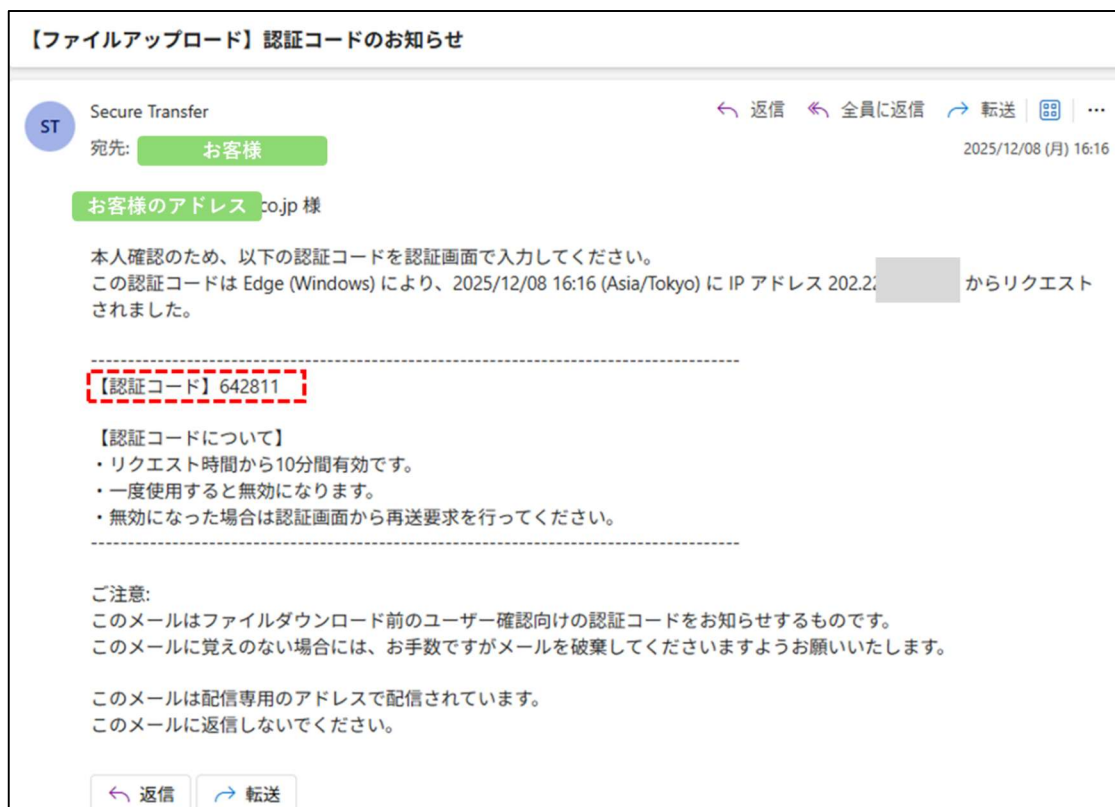 【ファイルアップロード】認証コードのお知らせ
ST
Secure Transfer
返信 全員に返信 転送
宛先: お客様
2025/12/08 (月) 16:16
お客様のアドレス co.jp 様
本人確認のため、以下の認証コードを認証画面で入力してください。
この認証コードは Edge (Windows) により、2025/12/08 16:16 (Asia/Tokyo) に IP アドレス 202.22 からリクエスト
されました。
----------------------------------------------------------------------------------------
【認証コード】642811
【認証コードについて】
・リクエスト時間から10分間有効です。
・一度使用すると無効になります。
・無効になった場合は認証画面から再送要求を行ってください。
----------------------------------------------------------------------------------------
ご注意:
このメールはファイルダウンロード前のユーザー確認向けの認証コードをお知らせするものです。
このメールに覚えのない場合には、お手数ですがメールを破棄してくださいますようお願いいたします。
このメールは配信専用のアドレスで配信されています。
このメールに返信しないでください。
返信 転送